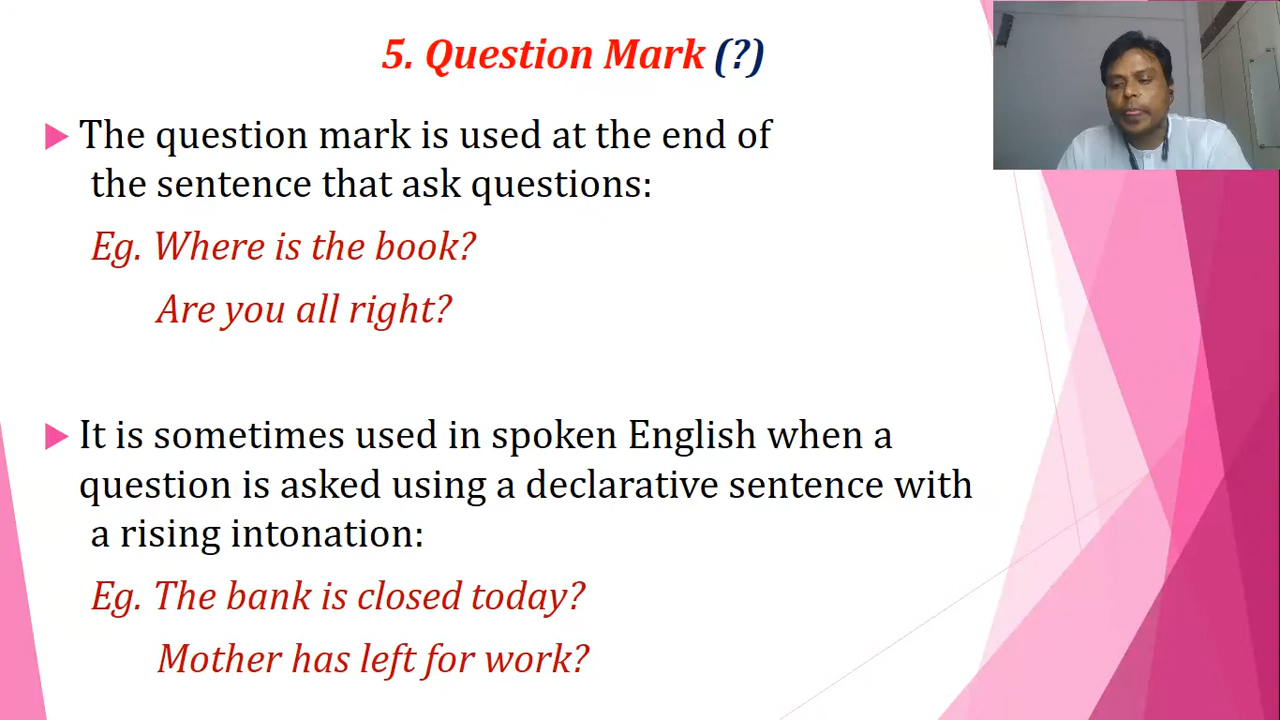 5. Question Mark (?)
The question mark is used at the end of
the sentence that ask questions:
Eg. Where is the book?
Are you all right?
It is sometimes used in spoken English when a
question is asked using a declarative sentence with
a rising intonation:
Eg. The bank is closed today?
Mother has left for work?